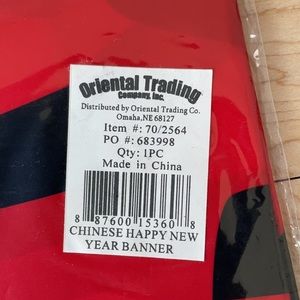 Oriental Trading
Company, Inc.
Distributed by Oriental Trading Co.
Omaha,NE 68127
Item #: 70/2564
PO #: 683998
Qty: 1PC
Made in China
8 87600 15360 8
CHINESE HAPPY NEW
YEAR BANNER